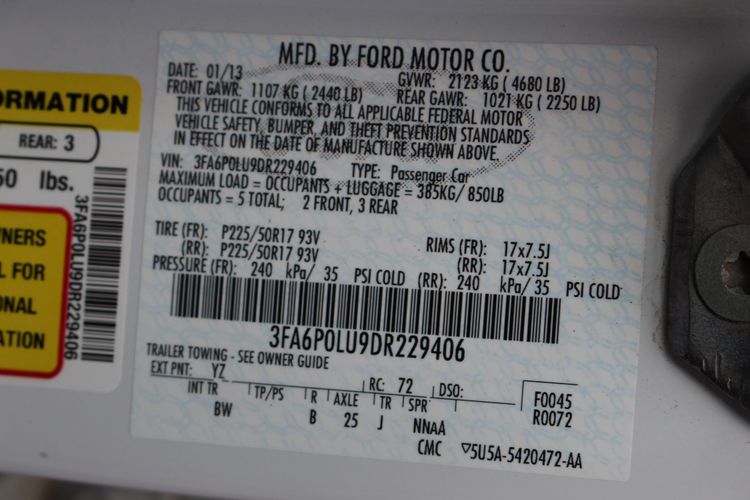 MFD. BY FORD MOTOR CO.
DATE: 01/13 GVWR: 2123 KG ( 4680 LB)
FRONT GAWR: 1107 KG ( 2440 LB) REAR GAWR: 1021 KG ( 2250 LB)
THIS VEHICLE CONFORMS TO ALL APPLICABLE FEDERAL MOTOR
VEHICLE SAFETY, BUMPER, AND THEFT PREVENTION STANDARDS
IN EFFECT ON THE DATE OF MANUFACTURE SHOWN ABOVE.
VIN: 3FA6P0LU9DR229406 TYPE: Passenger Car
MAXIMUM LOAD = OCCUPANTS + LUGGAGE = 385KG/ 850LB
OCCUPANTS = 5 TOTAL; 2 FRONT, 3 REAR
TIRE (FR): P225/50R17 93V RIMS (FR): 17x7.5J
(RR): P225/50R17 93V (RR): 17x7.5J
PRESSURE (FR): 240 kPa/ 35 PSI COLD (RR): 240 kPa/ 35 PSI COLD
3FA6P0LU9DR229406
TRAILER TOWING - SEE OWNER GUIDE
EXT PNT: YZ RC: 72 DSO: F0045
INT TR TP/PS R AXLE TR SPR R0072
BW B 25 J NNAA
CMC ▽5U5A-5420472-AA
ORMATION
REAR: 3
50 lbs.
3FA6P0LU9DR229406
NERS
L FOR
ONAL
ATION